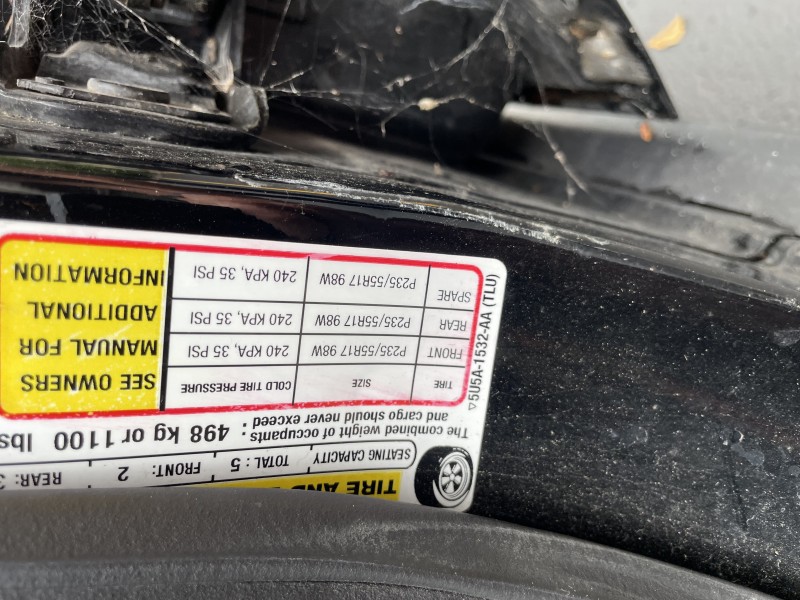 TIRE AND
SEATING CAPACITY TOTAL : 5 FRONT: 2 REAR: 3
The combined weight of occupants
and cargo should never exceed : 498 kg or 1100 lbs
TIRE SIZE COLD TIRE PRESSURE SEE OWNERS
FRONT P235/55R17 98W 240 KPA, 35 PSI MANUAL FOR
REAR P235/55R17 98W 240 KPA, 35 PSI ADDITIONAL
SPARE P235/55R17 98W 240 KPA, 35 PSI INFORMATION
▽5U5A-1532-AA (TLU)